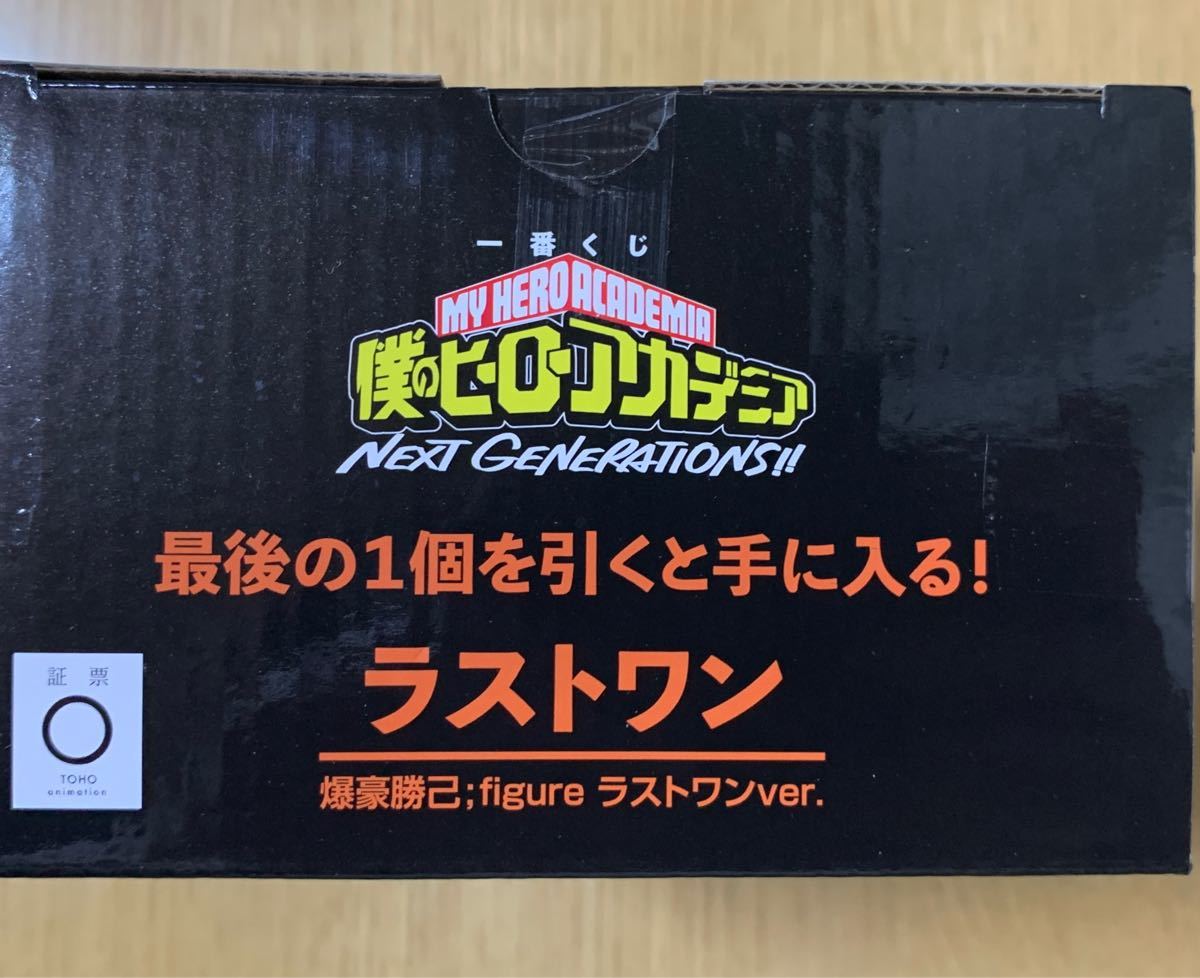 一番くじ
MY HERO ACADEMIA
僕のヒーローアカデミア
NEXT GENERATIONS!!
最後の1個を引くと手に入る!
ラストワン
爆豪勝己;figure ラストワンver.
証 票
TOHO
animation